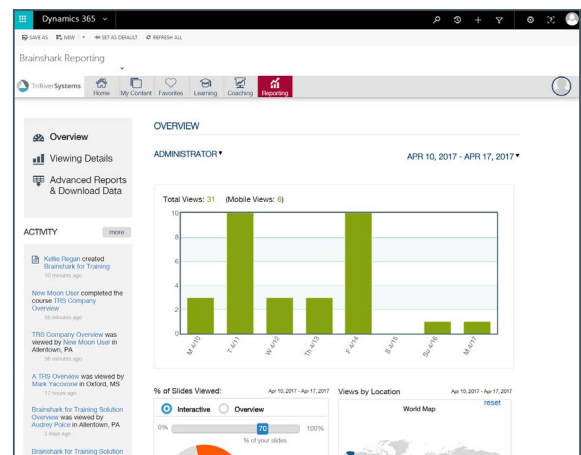 Dynamics 365
SAVE AS NEW SET AS DEFAULT REFRESH ALL
Brainshark Reporting
TriRiverSystems
Home My Content Favorites Learning Coaching Reporting
Overview
Viewing Details
Advanced Reports
& Download Data
ACTIVITY more
Kellie Regan created
Brainshark for Training
10 minutes ago
New Moon User completed the
course TRS Company
Overview
TRS Company Overview was
viewed by New Moon User in
Allentown, PA
56 minutes ago
A TRS Overview was viewed by
Mark Yacovone in Oxford, MS
17 hours ago
Brainshark for Training Solution
Overview was viewed by
Audrey Polce in Allentown, PA
3 days ago
Brainshark for Training Solution
OVERVIEW
ADMINISTRATOR APR 10, 2017 - APR 17, 2017
Total Views: 31 (Mobile Views: 6)
10
8
6
4
2
0
M 4/10 T 4/11 W 4/12 Th 4/13 F 4/14 S 4/15 Su 4/16 M 4/17
% of Slides Viewed: Apr 10, 2017 - Apr 17, 2017
Interactive Overview
0% 70 100%
% of your slides
Views by Location Apr 10, 2017 - Apr 17, 2017
reset
World Map